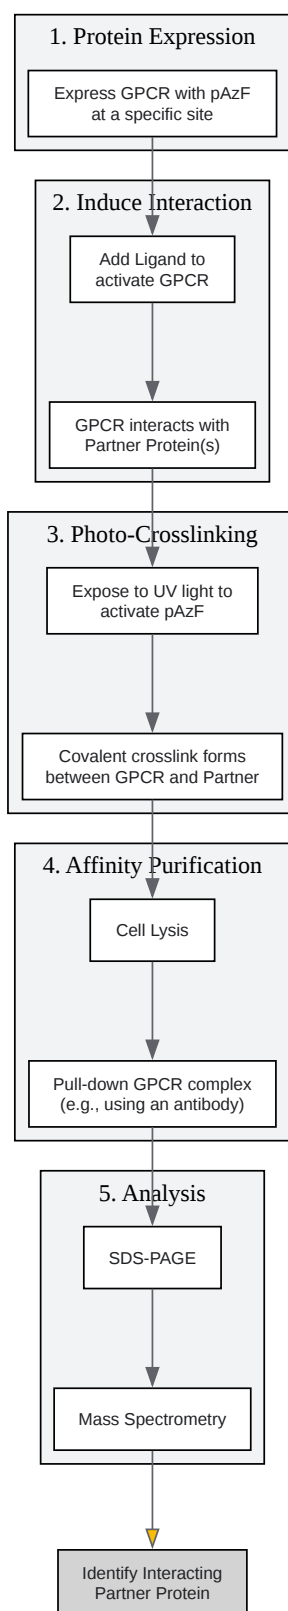 1. Protein Expression
Express GPCR with pAzF
at a specific site
2. Induce Interaction
Add Ligand to
activate GPCR
GPCR interacts with
Partner Protein(s)
3. Photo-Crosslinking
Expose to UV light to
activate pAzF
Covalent crosslink forms
between GPCR and Partner
4. Affinity Purification
Cell Lysis
Pull-down GPCR complex
(e.g., using an antibody)
5. Analysis
SDS-PAGE
Mass Spectrometry
Identify Interacting
Partner Protein